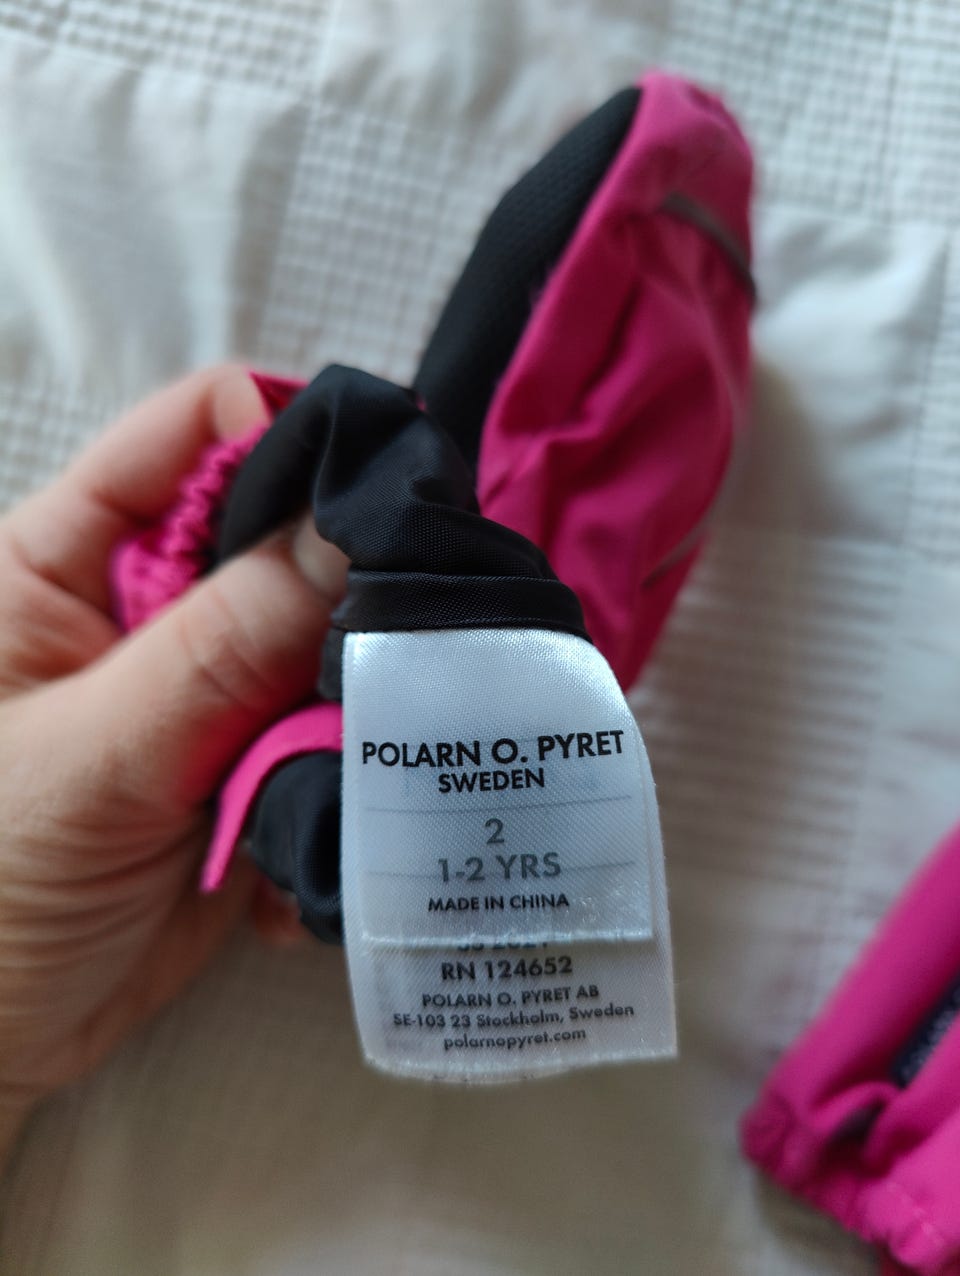 POLARN O. PYRET
SWEDEN
2
1-2 YRS
MADE IN CHINA
RN 124652
POLARN O. PYRET AB
SE-103 23 Stockholm, Sweden
polarnopyret.com